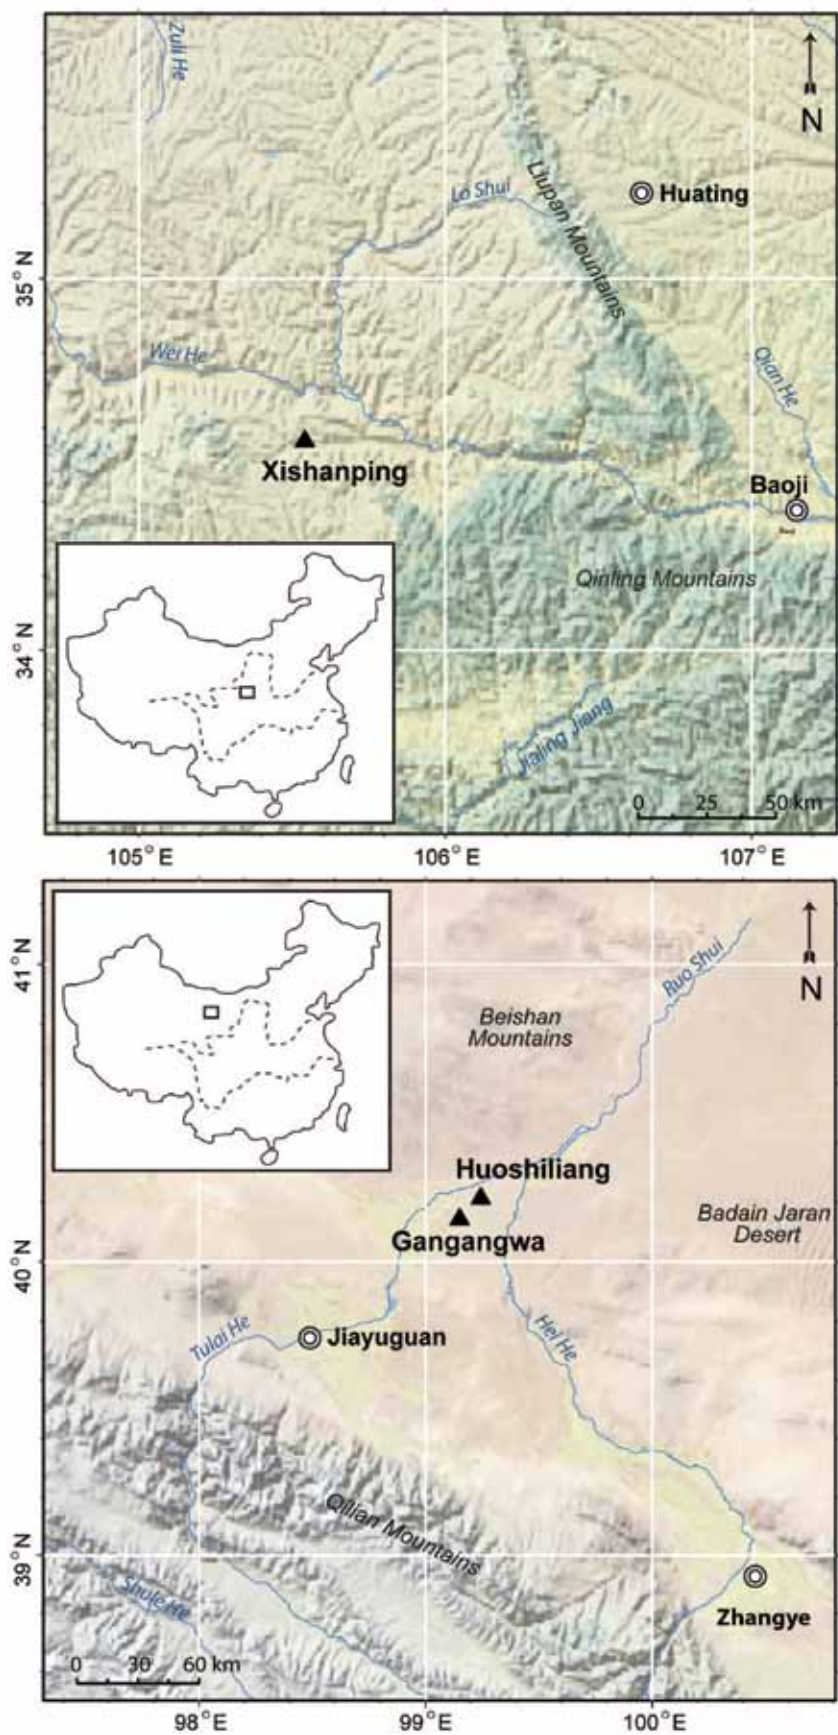 Zuli He
N
Lo Shui
Liupan Mountains
Huating
35°N
Wei He
Qian He
Xishanping
Baoji
Qinling Mountains
34°N
Jialing Jiang
0 25 50 km
105°E 106°E 107°E
41°N
Ruo Shui
N
Beishan
Mountains
Huoshiliang
Badain Jaran
Desert
Gangangwa
40°N
Tulai He
Jiayuguan
Hei He
Qilian Mountains
39°N
Shule He
Zhangye
0 30 60 km
98°E 99°E 100°E